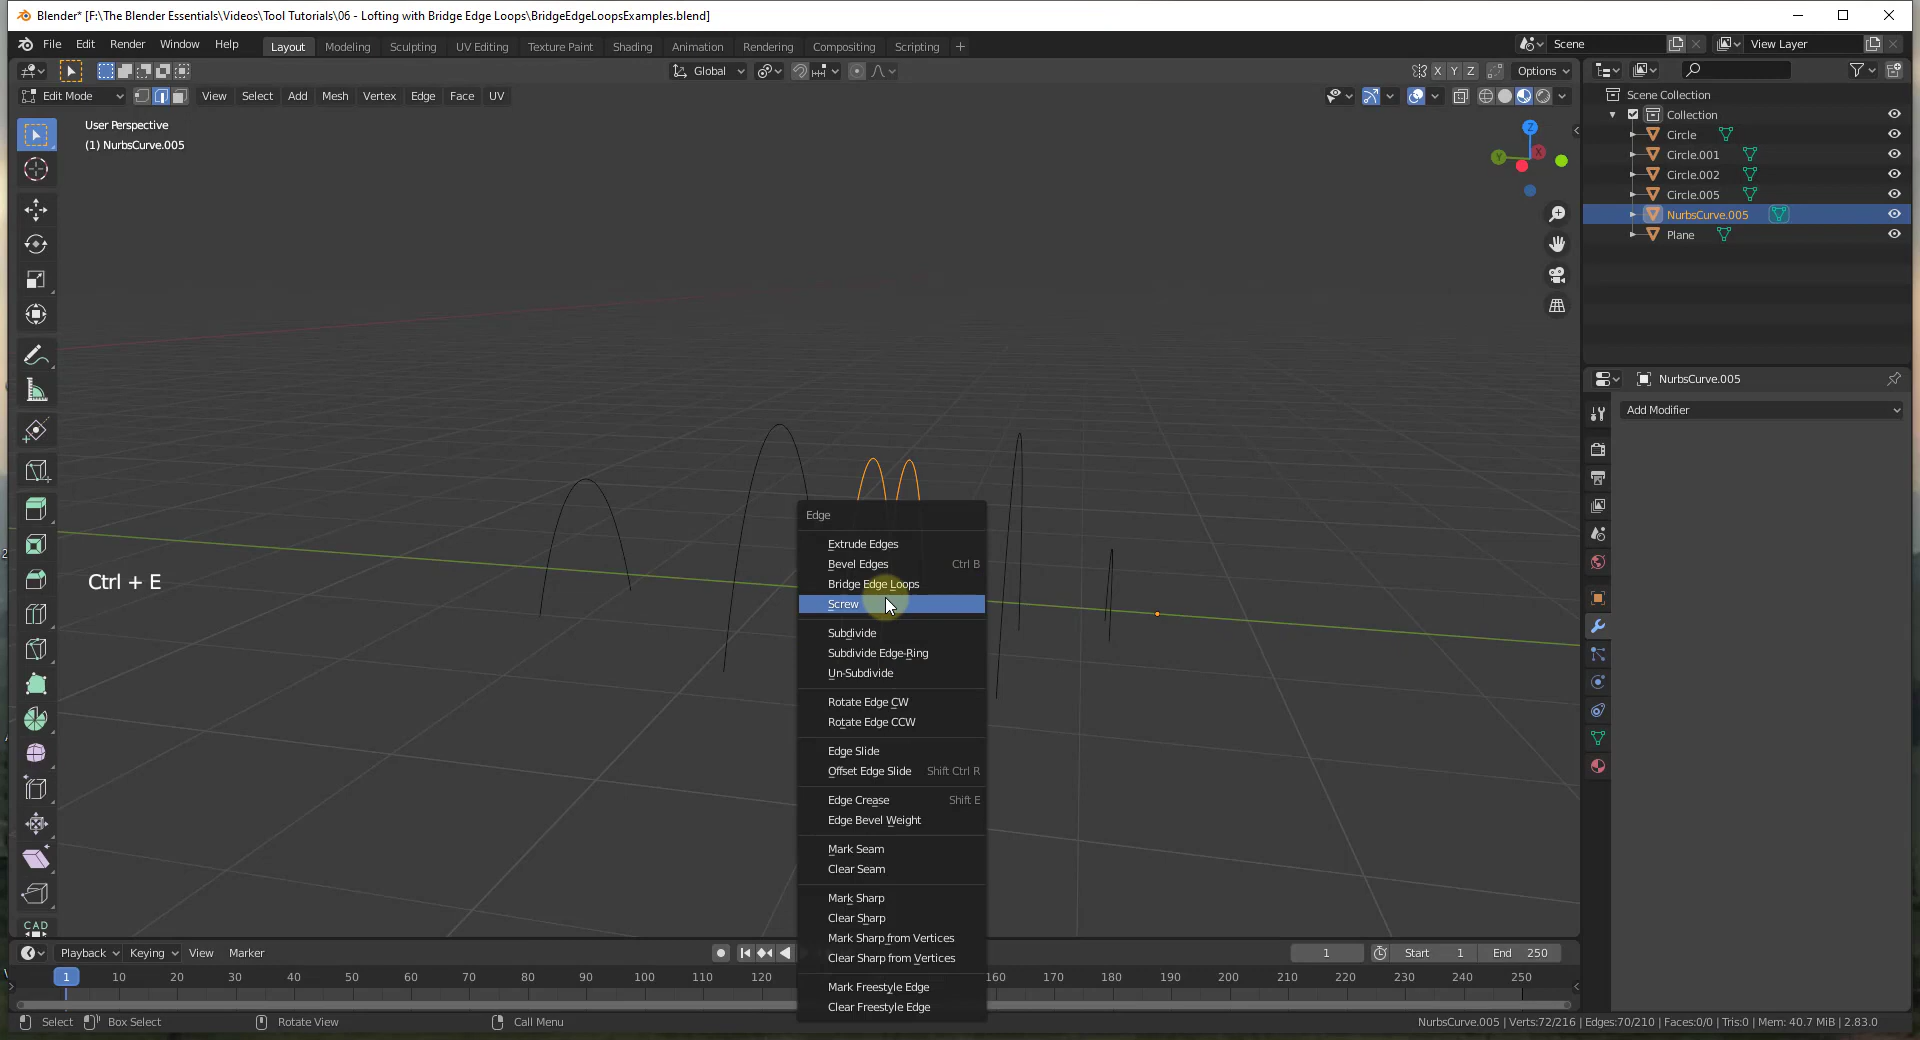 Blender* [F:\The Blender Essentials\Videos\Tool Tutorials\06 - Lofting with Bridge Edge Loops\BridgeEdgeLoopsExamples.blend]
File Edit Render Window Help Layout Modeling Sculpting UV Editing Texture Paint Shading Animation Rendering Compositing Scripting + Scene View Layer
Global X Y Z Options
Edit Mode View Select Add Mesh Vertex Edge Face UV
User Perspective
(1) NurbsCurve.005
Z
Y X
Scene Collection
Collection
Circle
Circle.001
Circle.002
Circle.005
NurbsCurve.005
Plane
NurbsCurve.005
Add Modifier
Ctrl + E
Edge
Extrude Edges
Bevel Edges Ctrl B
Bridge Edge Loops
Screw
Subdivide
Subdivide Edge-Ring
Un-Subdivide
Rotate Edge CW
Rotate Edge CCW
Edge Slide
Offset Edge Slide Shift Ctrl R
Edge Crease Shift E
Edge Bevel Weight
Mark Seam
Clear Seam
Mark Sharp
Clear Sharp
Mark Sharp from Vertices
Clear Sharp from Vertices
Mark Freestyle Edge
Clear Freestyle Edge
CAD
Playback Keying View Marker 1 Start 1 End 250
1 10 20 30 40 50 60 70 80 90 100 110 120 160 170 180 190 200 210 220 230 240 250
Select Box Select Rotate View Call Menu NurbsCurve.005 | Verts:72/216 | Edges:70/210 | Faces:0/0 | Tris:0 | Mem: 40.7 MiB | 2.83.0